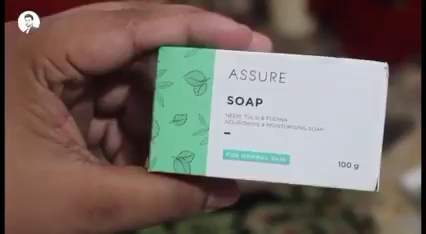 ASSURE
SOAP
NEEM, TULSI & PUDINA
NOURISHING & MOISTURISING SOAP
FOR NORMAL SKIN
100 g